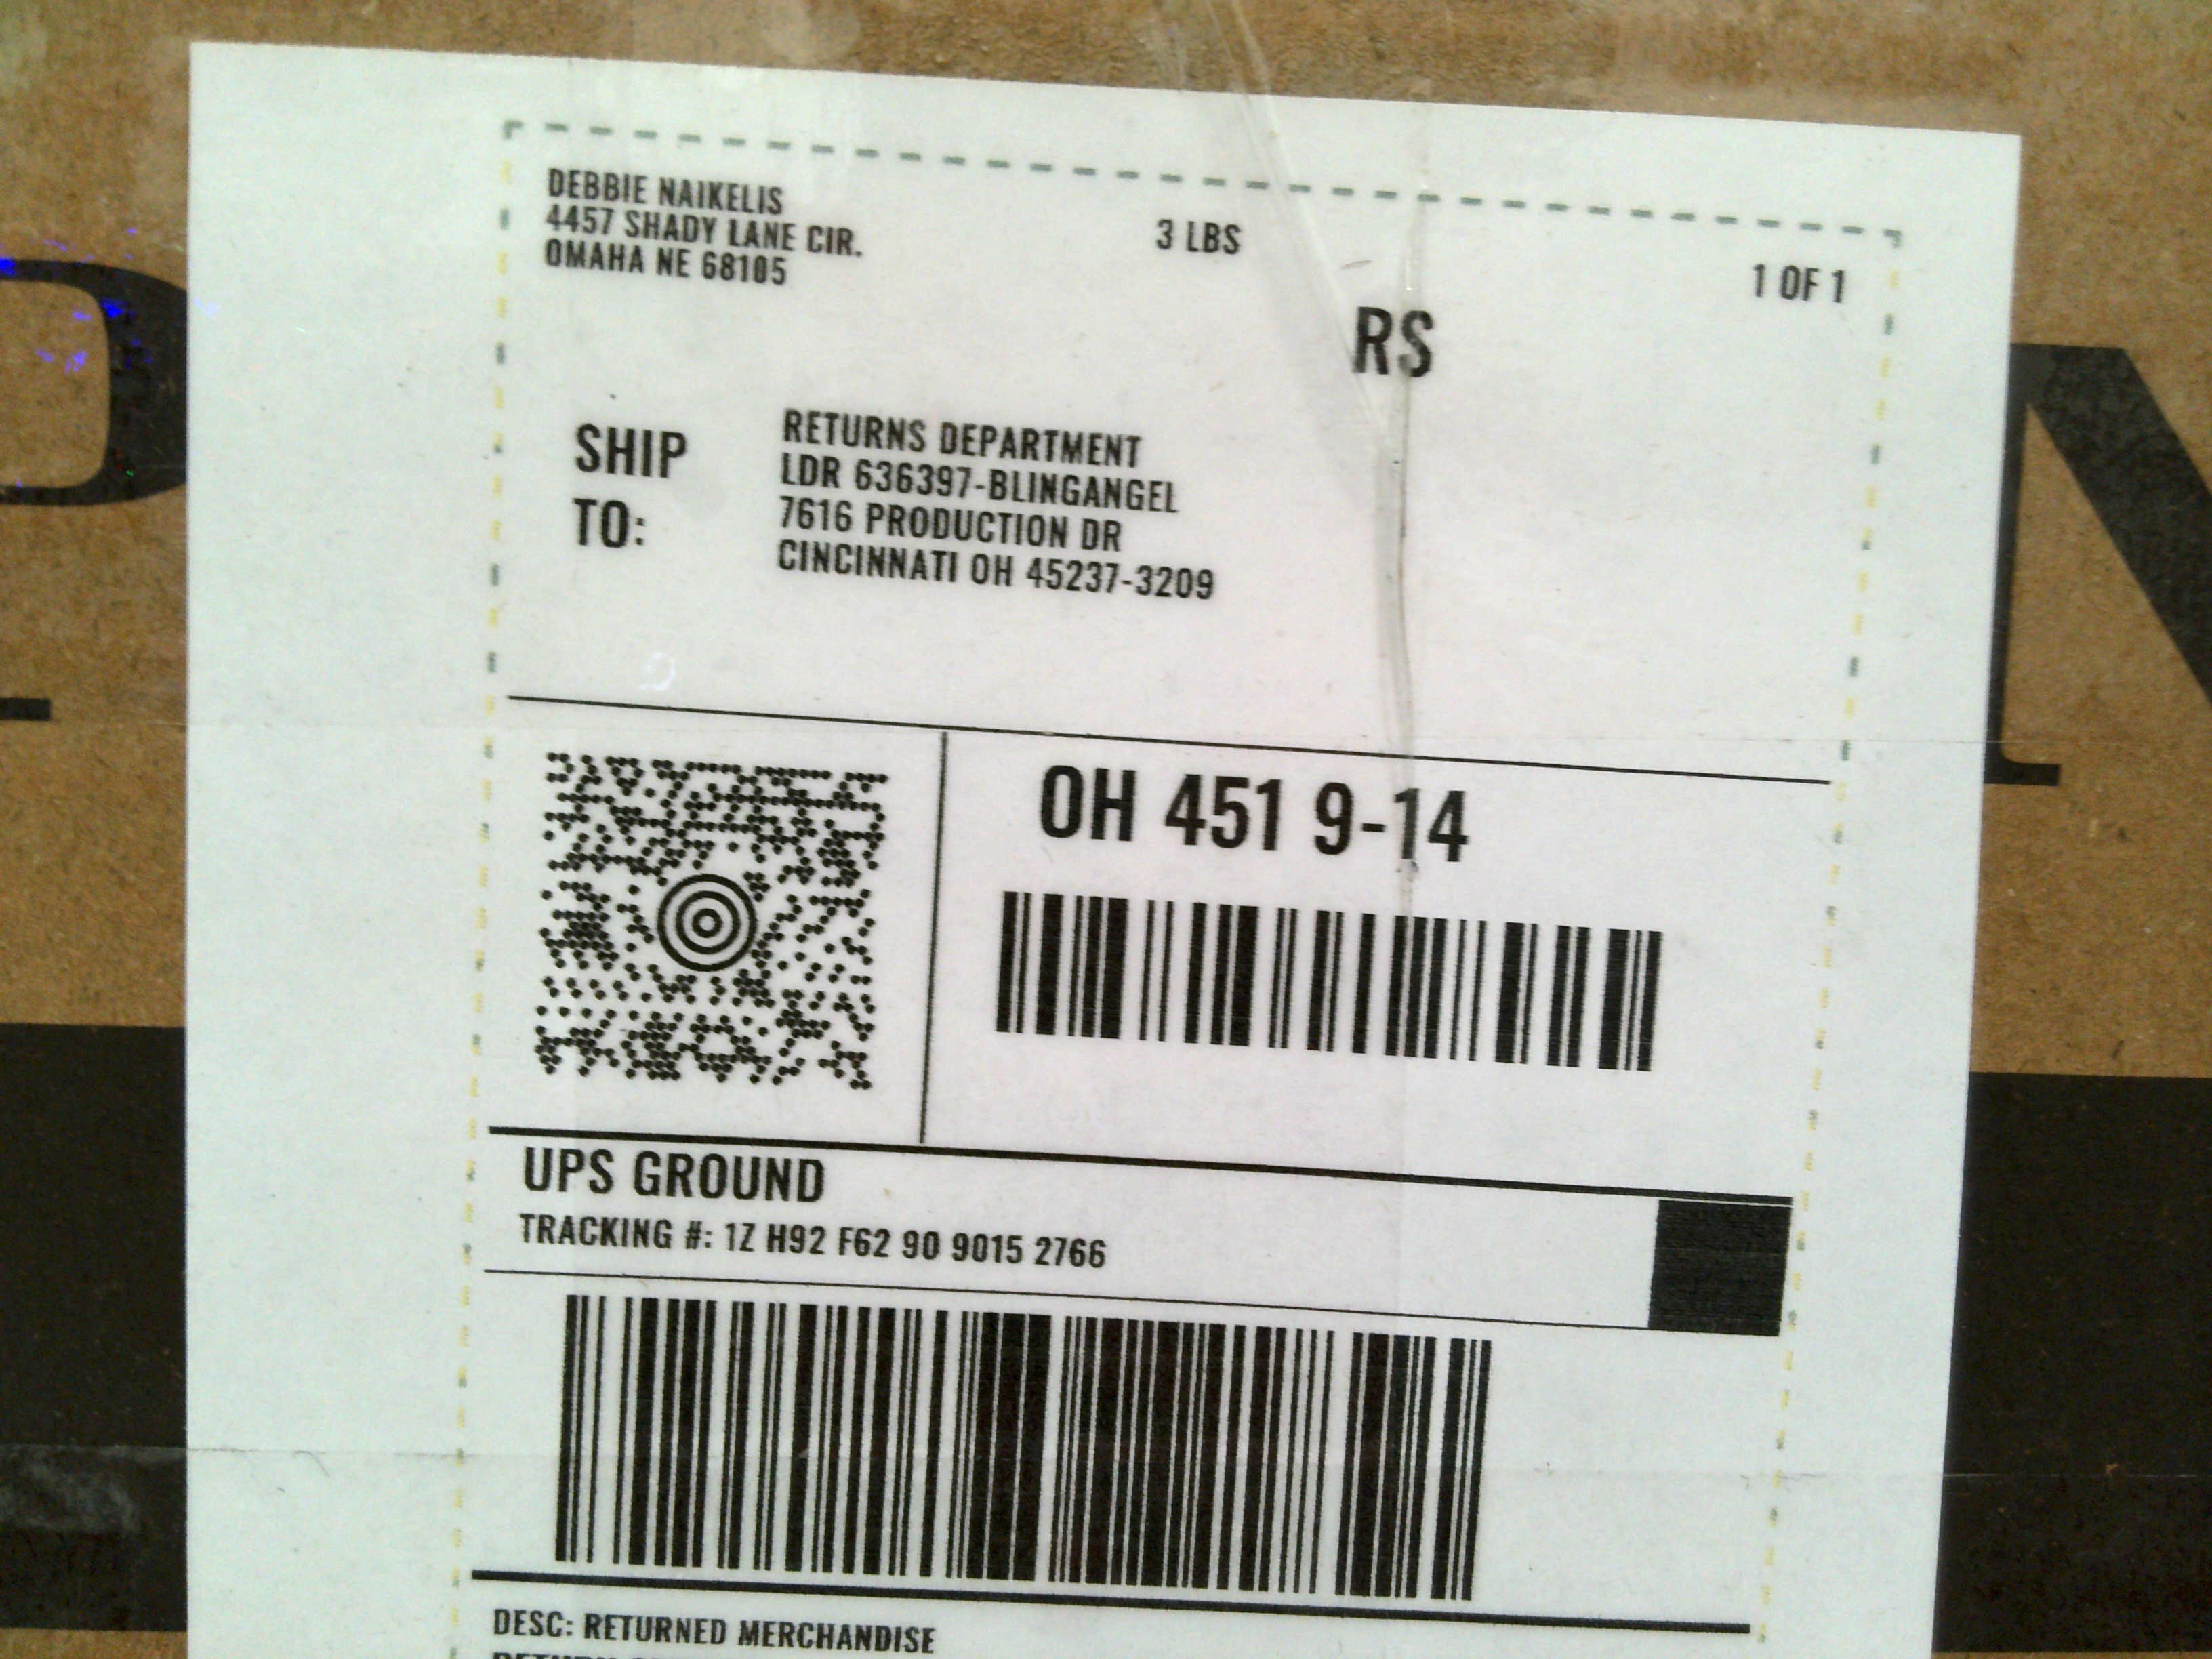 DEBBIE NAIKELIS
4457 SHADY LANE CIR.
OMAHA NE 68105
3 LBS
1 OF 1
RS
SHIP TO:
RETURNS DEPARTMENT
LDR 636397-BLINGANGEL
7616 PRODUCTION DR
CINCINNATI OH 45237-3209
OH 451 9-14
UPS GROUND
TRACKING #: 1Z H92 F62 90 9015 2766
DESC: RETURNED MERCHANDISE